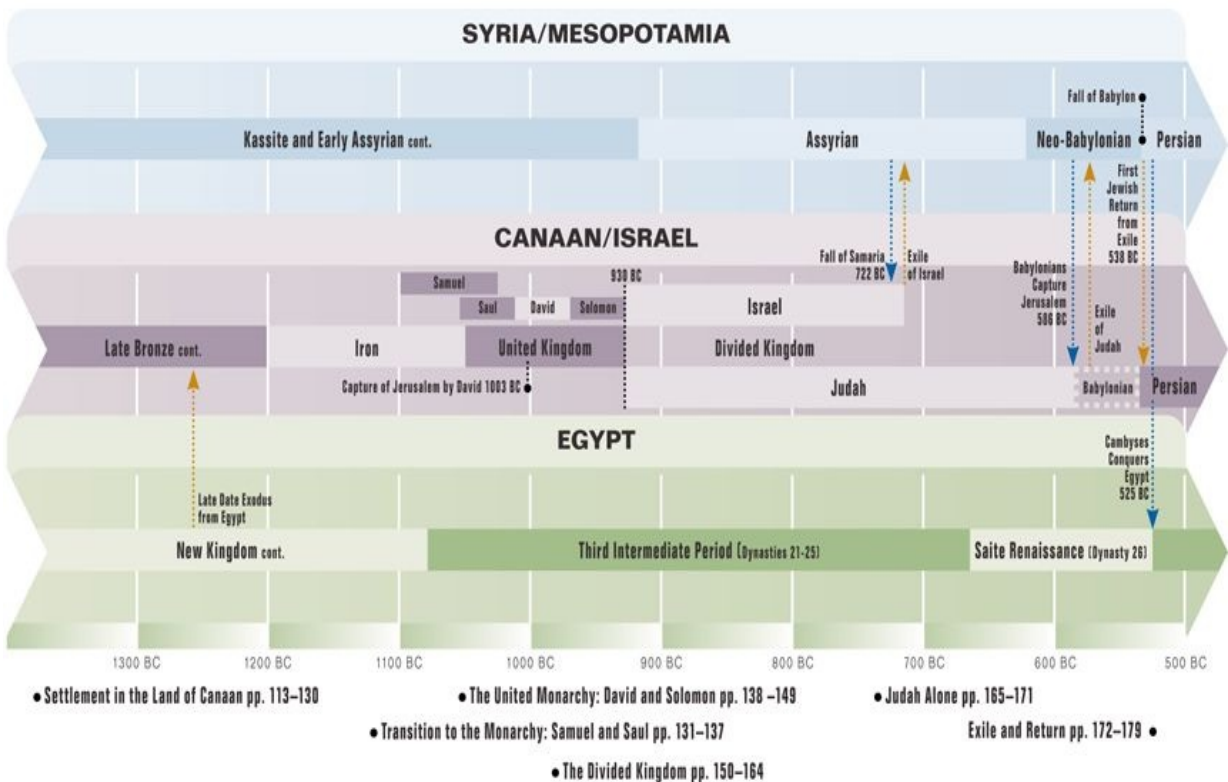 SYRIA/MESOPOTAMIA
Fall of Babylon
Kassite and Early Assyrian cont.
Assyrian
Neo-Babylonian
Persian
First
Jewish
Return
from
Exile
538 BC
CANAAN/ISRAEL
Samuel
930 BC
Fall of Samaria
722 BC
Exile
of Israel
Babylonians
Capture
Jerusalem
586 BC
Saul
David
Solomon
Israel
Exile
of
Judah
Late Bronze cont.
Iron
United Kingdom
Divided Kingdom
Capture of Jerusalem by David 1003 BC
Judah
Babylonian
Persian
EGYPT
Cambyses
Conquers
Egypt
525 BC
Late Date Exodus
from Egypt
New Kingdom cont.
Third Intermediate Period (Dynasties 21-25)
Saite Renaissance (Dynasty 26)
1300 BC 1200 BC 1100 BC 1000 BC 900 BC 800 BC 700 BC 600 BC 500 BC
• Settlement in the Land of Canaan pp. 113–130
• The United Monarchy: David and Solomon pp. 138 –149
• Judah Alone pp. 165–171
• Transition to the Monarchy: Samuel and Saul pp. 131–137
Exile and Return pp. 172–179 •
• The Divided Kingdom pp. 150–164